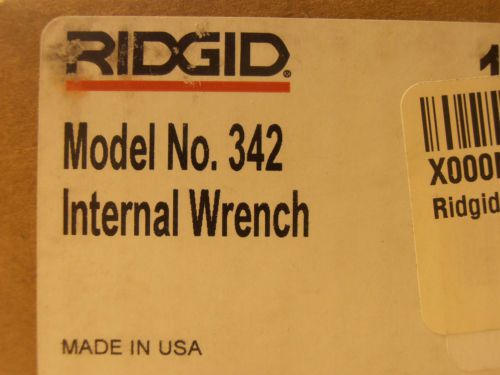 RIDGID®
Model No. 342
Internal Wrench
MADE IN USA
Ridgid